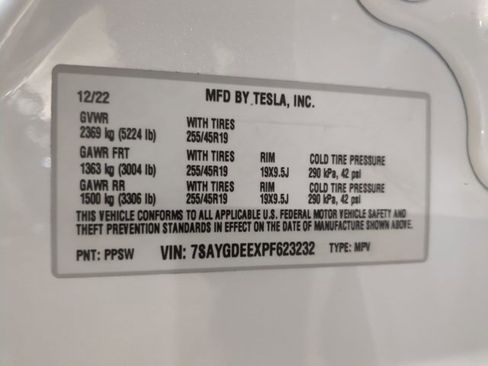 12/22 MFD BY TESLA, INC.
GVWR
2369 kg (5224 lb) WITH TIRES 255/45R19
GAWR FRT WITH TIRES RIM COLD TIRE PRESSURE
1363 kg (3004 lb) 255/45R19 19X9.5J 290 kPa, 42 psi
GAWR RR WITH TIRES RIM COLD TIRE PRESSURE
1500 kg (3306 lb) 255/45R19 19X9.5J 290 kPa, 42 psi
THIS VEHICLE CONFORMS TO ALL APPLICABLE U.S. FEDERAL MOTOR VEHICLE SAFETY AND
THEFT PREVENTION STANDARDS IN EFFECT ON THE DATE OF MANUFACTURE SHOWN ABOVE.
PNT: PPSW VIN: 7SAYGDEEXPF623232 TYPE: MPV